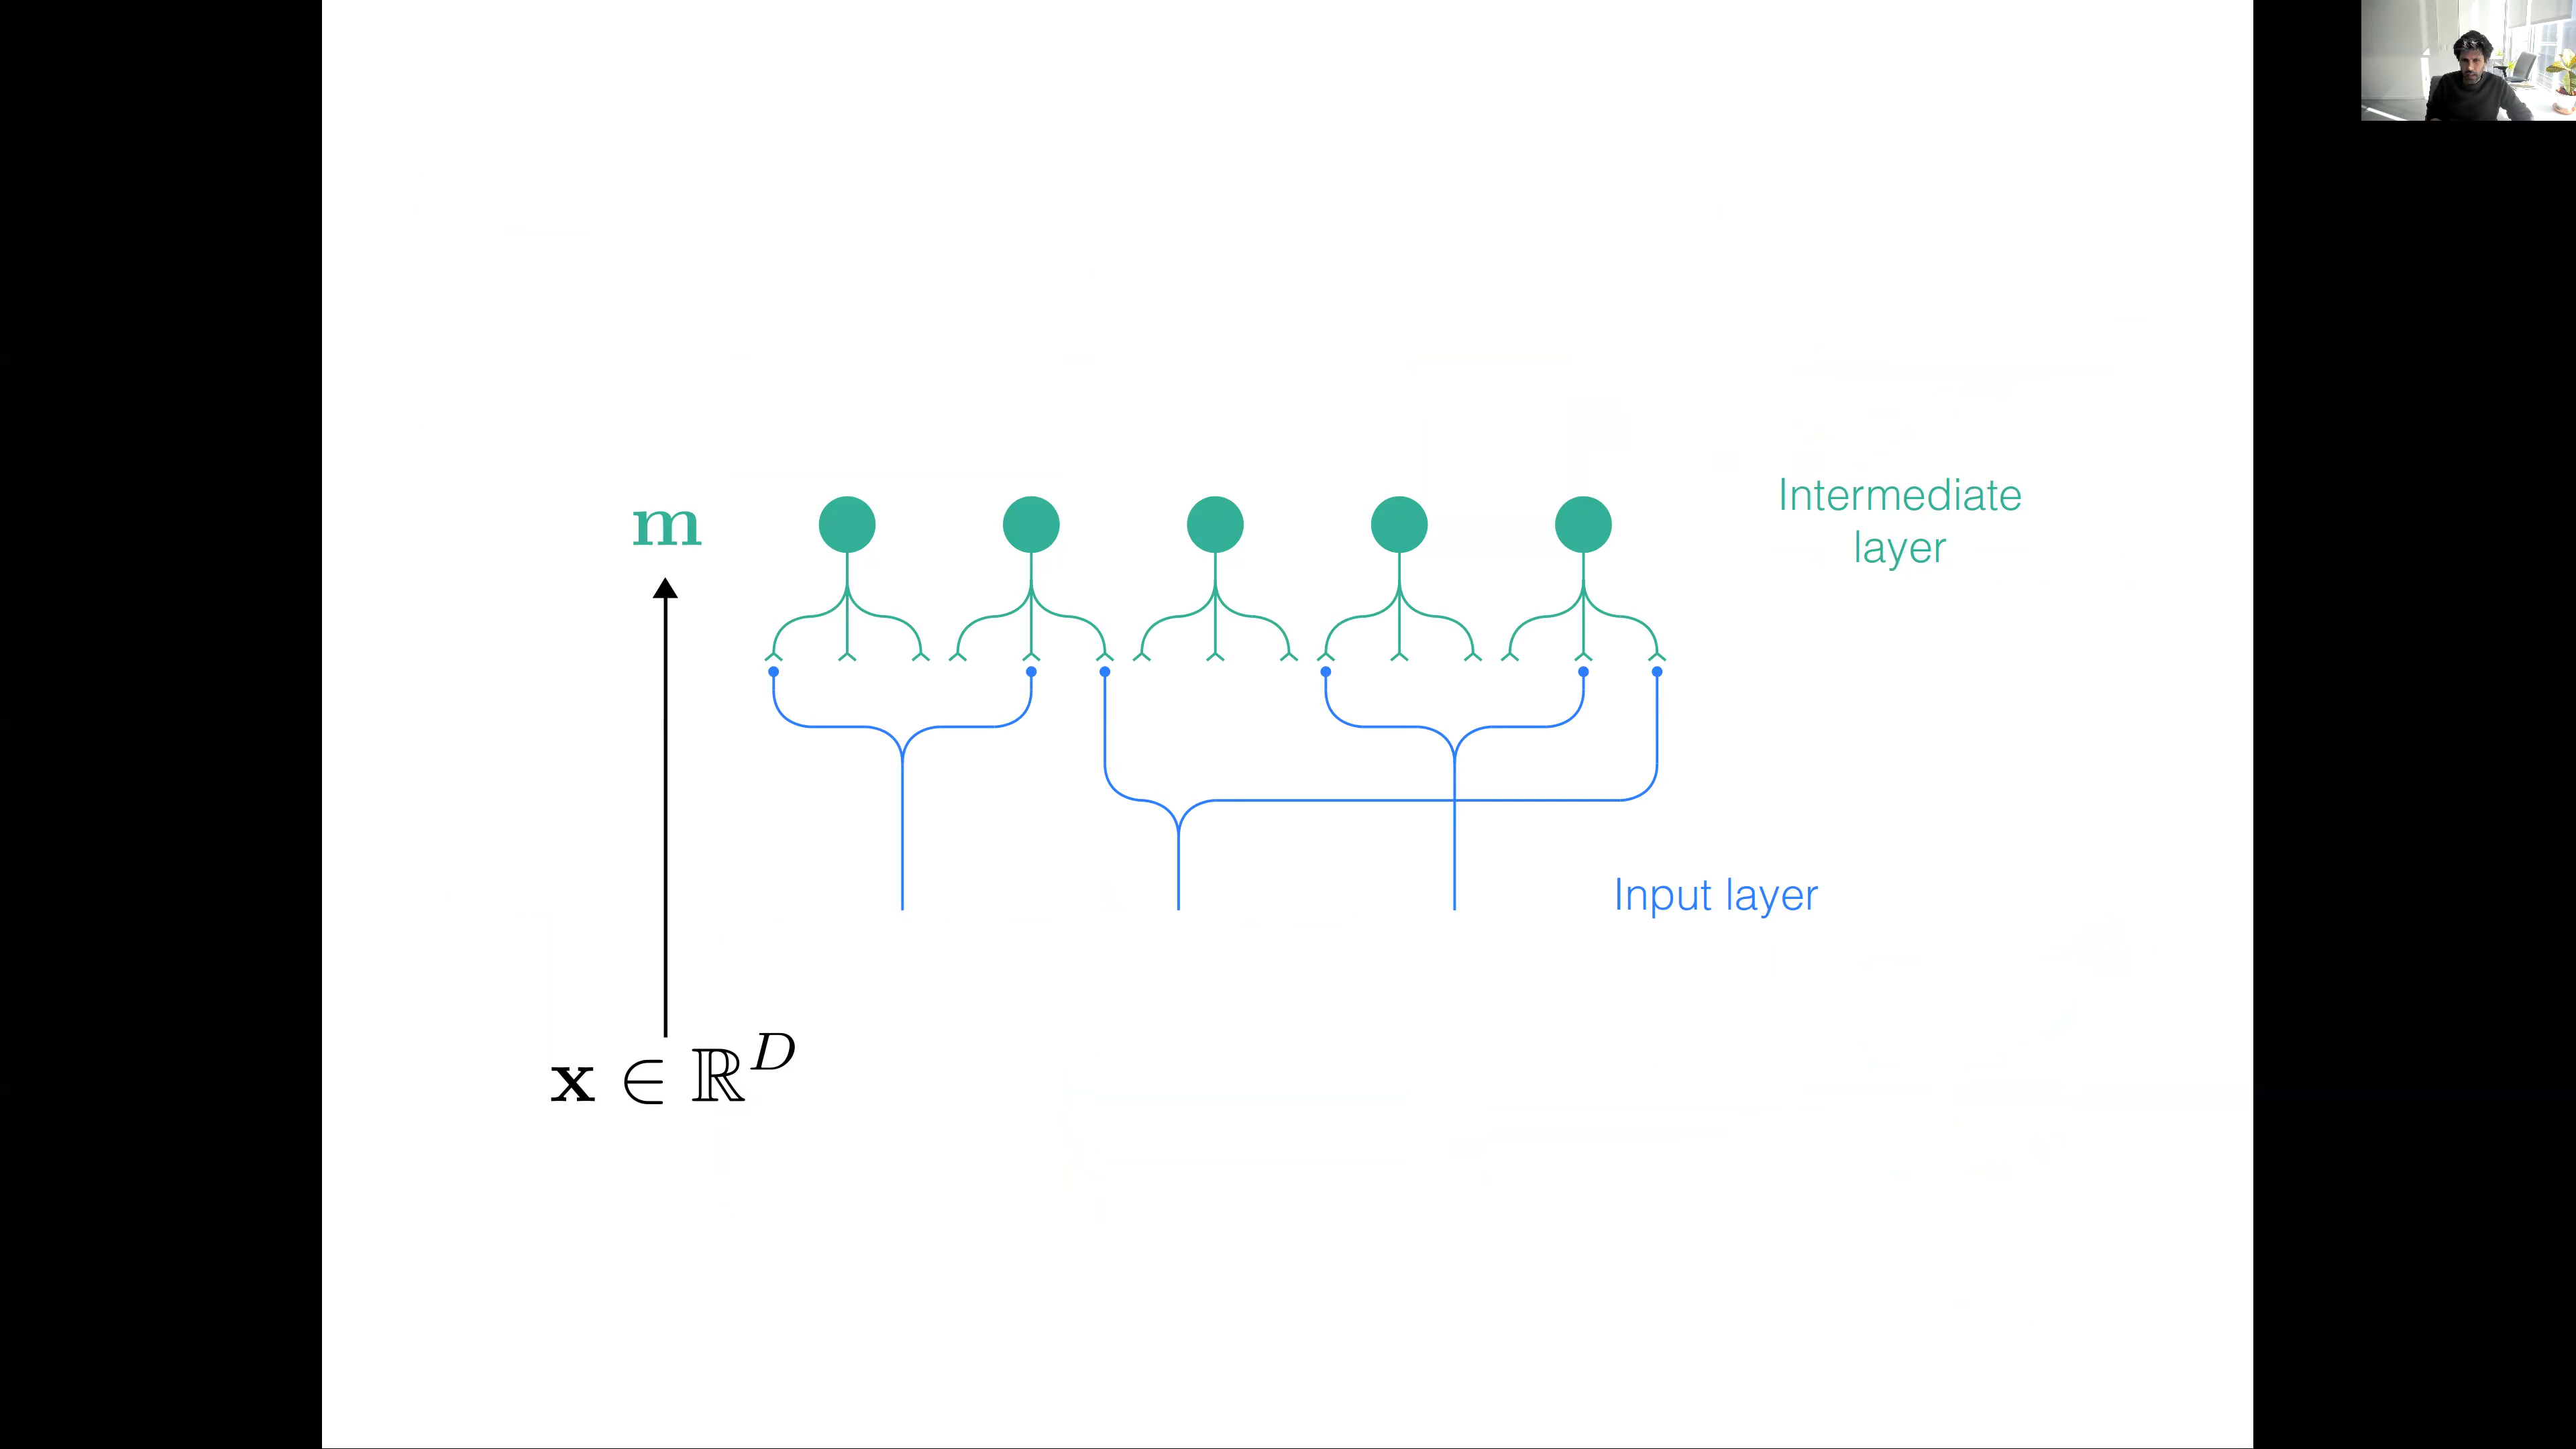 m
Intermediate
layer
Input layer
x ∈ ℝ^D